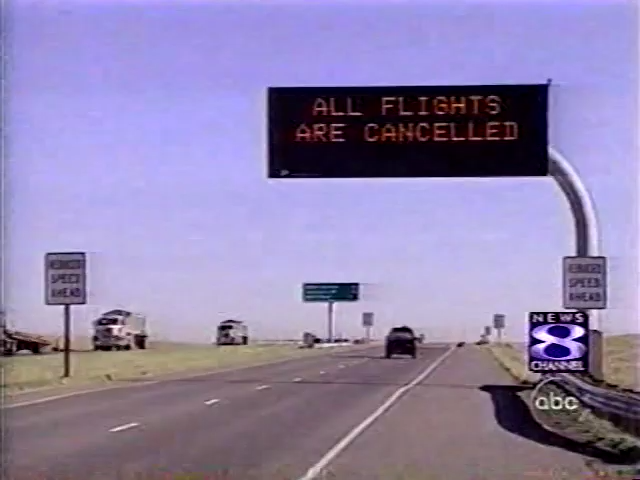 ALL FLIGHTS
ARE CANCELLED
REDUCED
SPEED
AHEAD
REDUCED
SPEED
AHEAD
NEWS
8
CHANNEL
abc